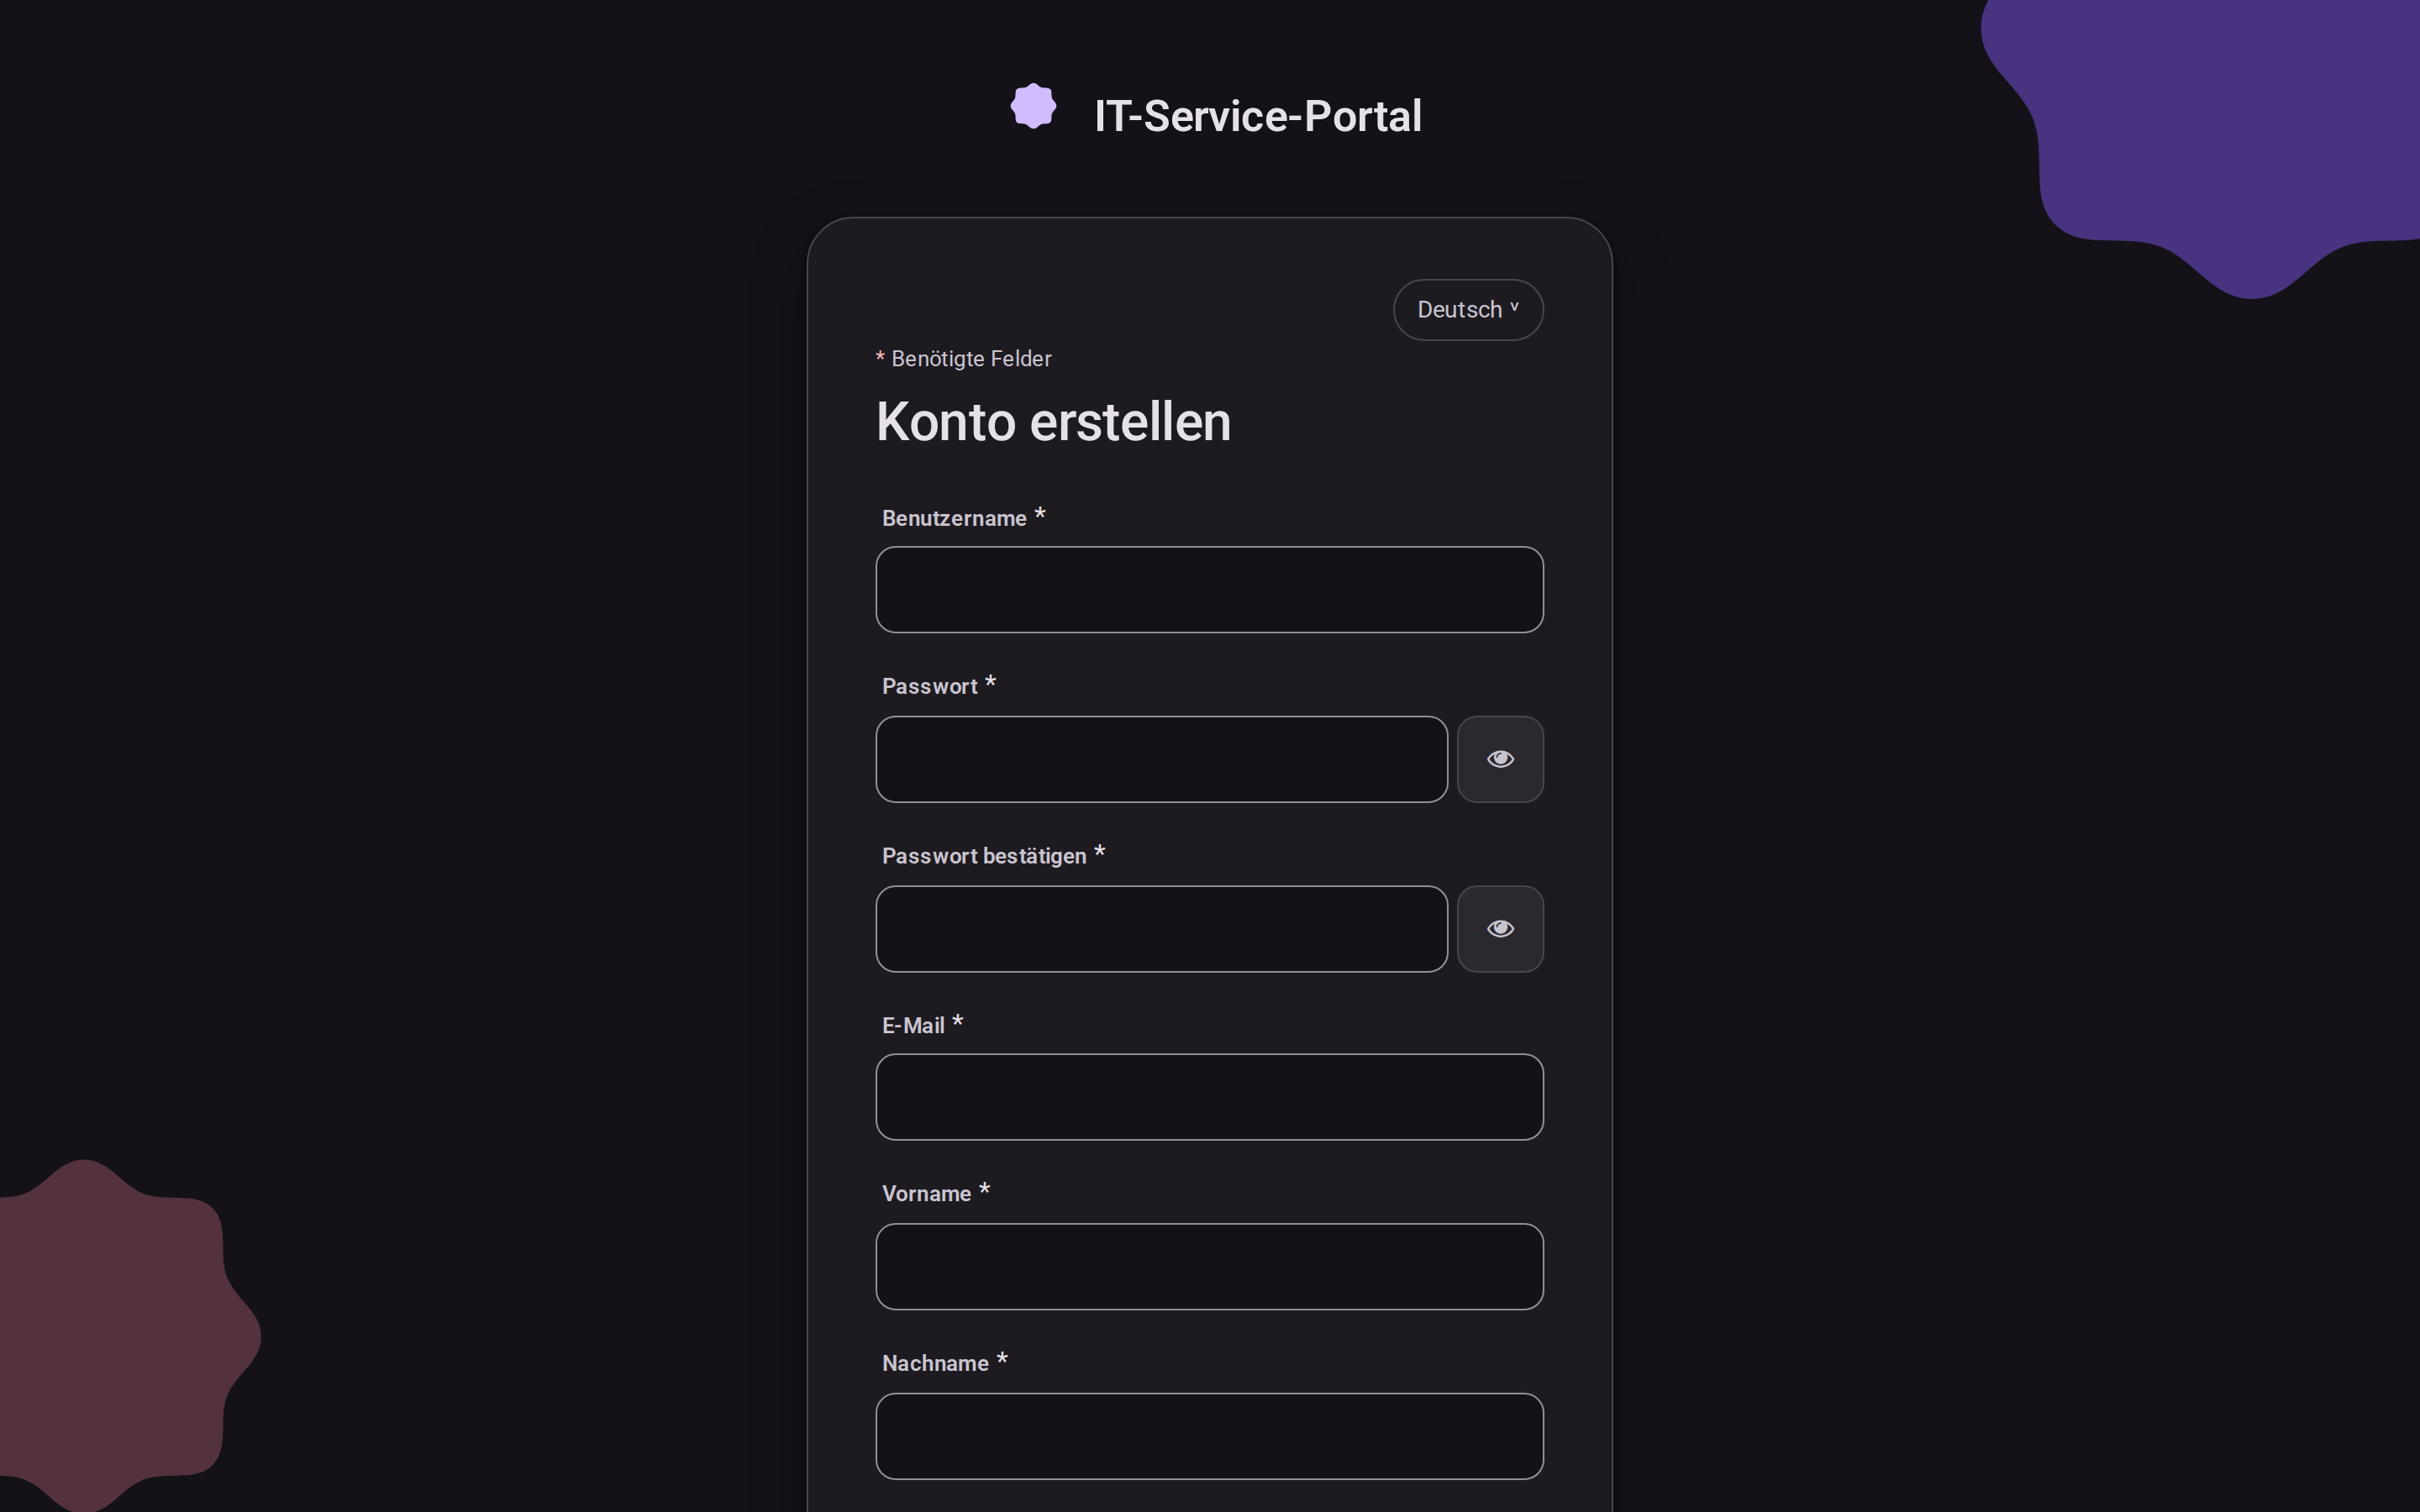 IT-Service-Portal
Deutsch ˅
* Benötigte Felder
Konto erstellen
Benutzername *
Passwort *
Passwort bestätigen *
E-Mail *
Vorname *
Nachname *